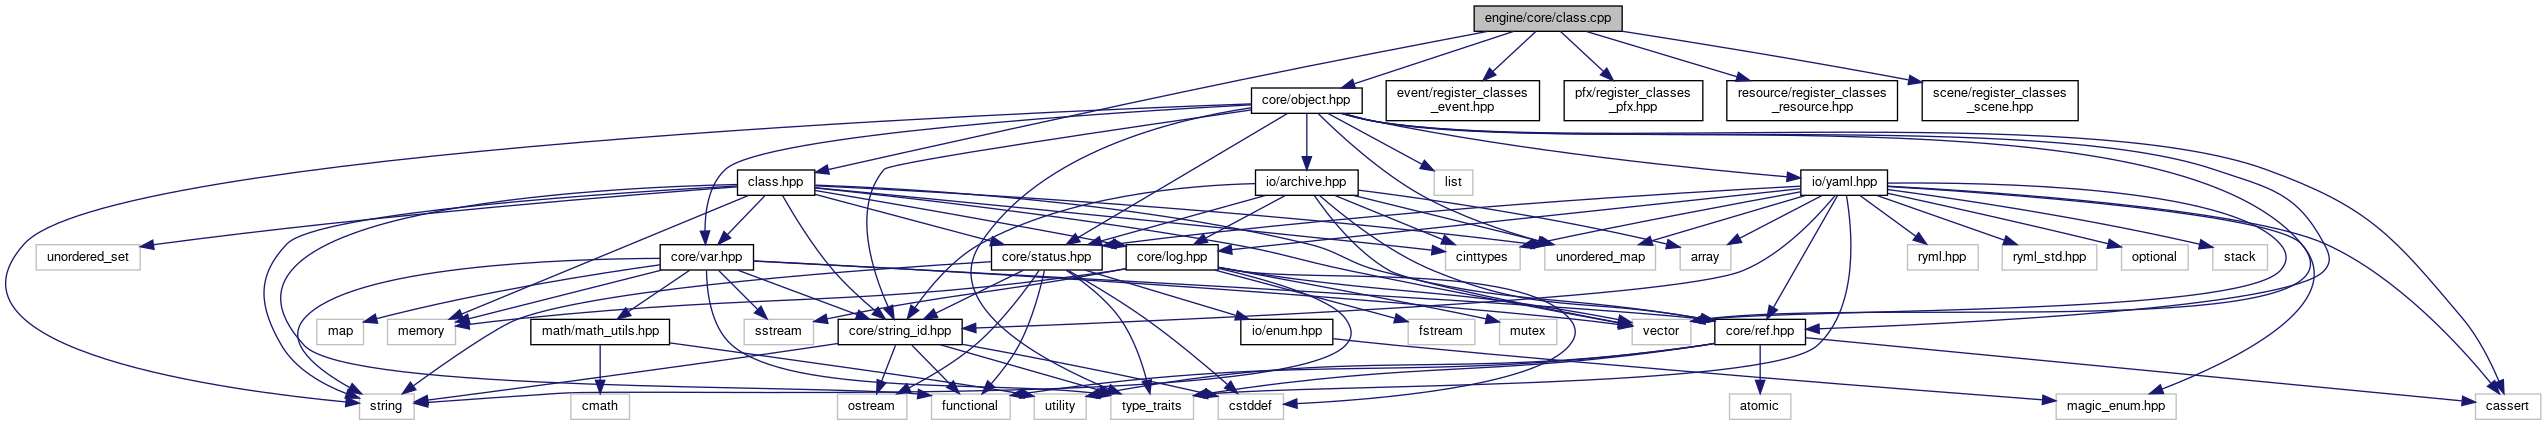 engine/core/class.cpp
core/object.hpp
event/register_classes
_event.hpp
pfx/register_classes
_pfx.hpp
resource/register_classes
_resource.hpp
scene/register_classes
_scene.hpp
class.hpp
io/archive.hpp
list
io/yaml.hpp
unordered_set
core/var.hpp
core/status.hpp
core/log.hpp
cinttypes
unordered_map
array
ryml.hpp
ryml_std.hpp
optional
stack
map
memory
math/math_utils.hpp
sstream
core/string_id.hpp
io/enum.hpp
fstream
mutex
vector
core/ref.hpp
string
cmath
ostream
functional
utility
type_traits
cstddef
atomic
magic_enum.hpp
cassert